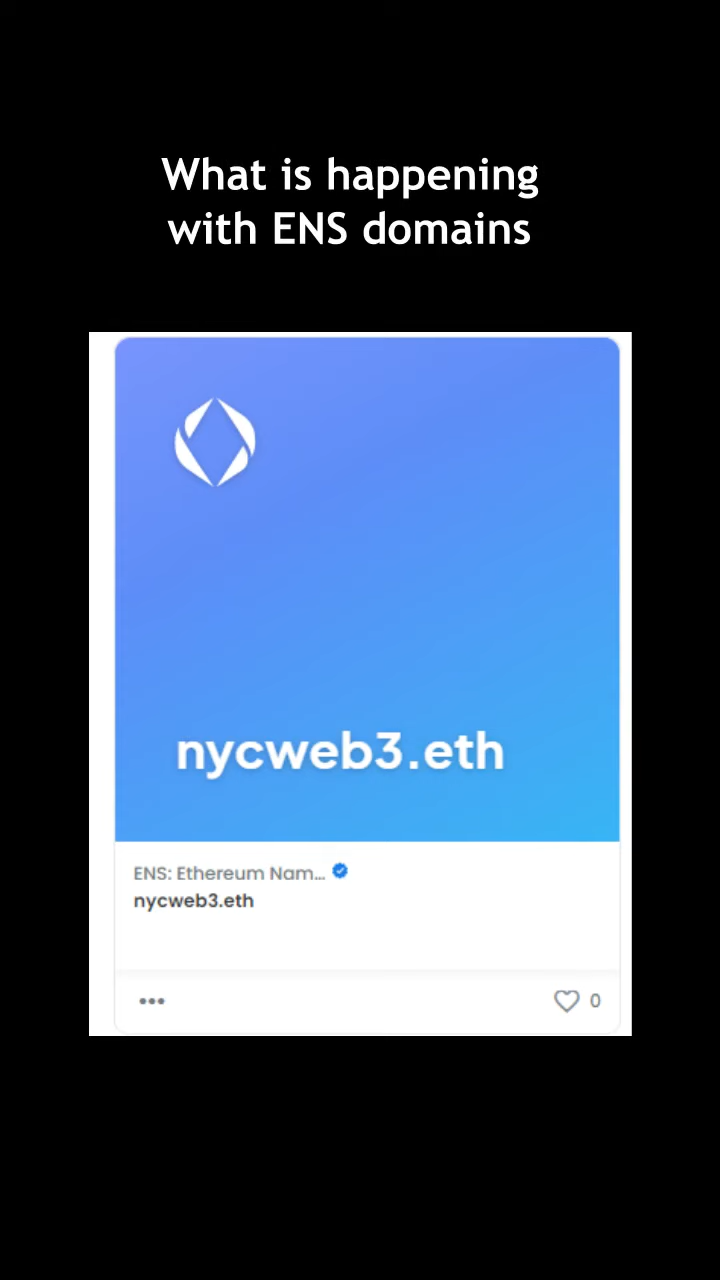 What is happening
with ENS domains
nycweb3.eth
ENS: Ethereum Nam...
nycweb3.eth
0